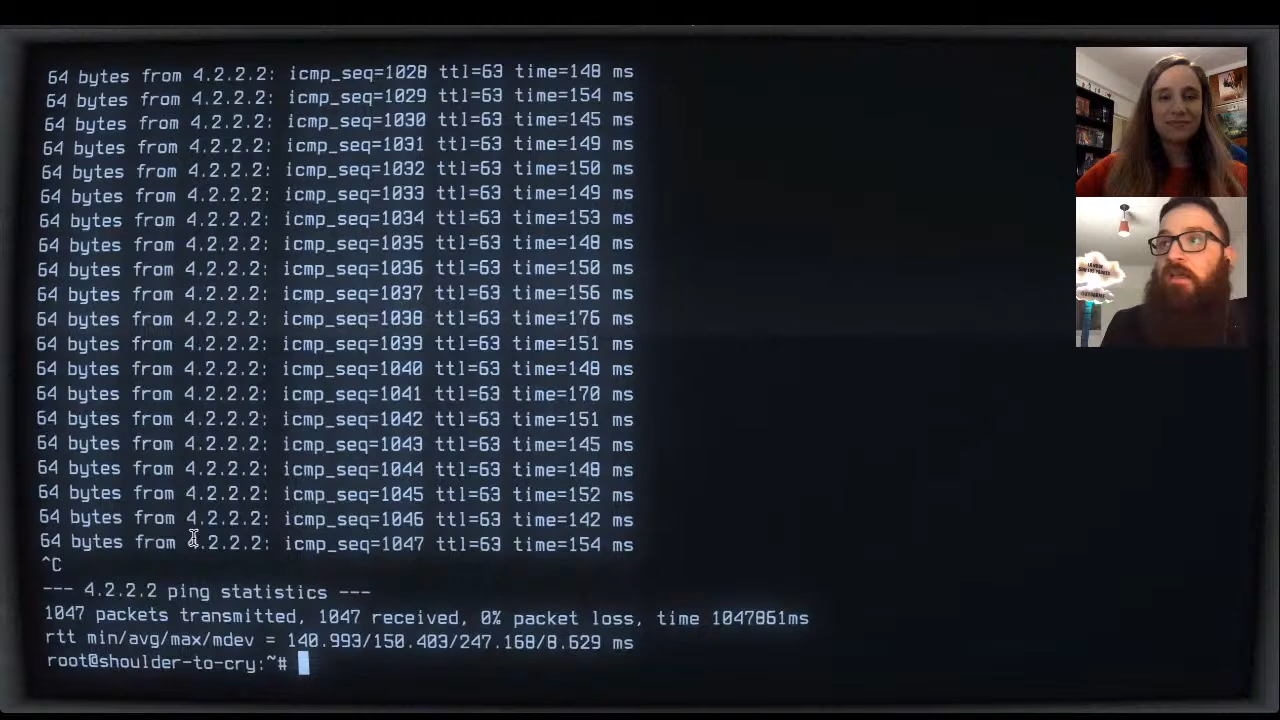 64 bytes from 4.2.2.2: icmp_seq=1028 ttl=63 time=148 ms
64 bytes from 4.2.2.2: icmp_seq=1029 ttl=63 time=154 ms
64 bytes from 4.2.2.2: icmp_seq=1030 ttl=63 time=145 ms
64 bytes from 4.2.2.2: icmp_seq=1031 ttl=63 time=149 ms
64 bytes from 4.2.2.2: icmp_seq=1032 ttl=63 time=150 ms
64 bytes from 4.2.2.2: icmp_seq=1033 ttl=63 time=149 ms
64 bytes from 4.2.2.2: icmp_seq=1034 ttl=63 time=153 ms
64 bytes from 4.2.2.2: icmp_seq=1035 ttl=63 time=148 ms
64 bytes from 4.2.2.2: icmp_seq=1036 ttl=63 time=150 ms
64 bytes from 4.2.2.2: icmp_seq=1037 ttl=63 time=156 ms
64 bytes from 4.2.2.2: icmp_seq=1038 ttl=63 time=176 ms
64 bytes from 4.2.2.2: icmp_seq=1039 ttl=63 time=151 ms
64 bytes from 4.2.2.2: icmp_seq=1040 ttl=63 time=148 ms
64 bytes from 4.2.2.2: icmp_seq=1041 ttl=63 time=170 ms
64 bytes from 4.2.2.2: icmp_seq=1042 ttl=63 time=151 ms
64 bytes from 4.2.2.2: icmp_seq=1043 ttl=63 time=145 ms
64 bytes from 4.2.2.2: icmp_seq=1044 ttl=63 time=148 ms
64 bytes from 4.2.2.2: icmp_seq=1045 ttl=63 time=152 ms
64 bytes from 4.2.2.2: icmp_seq=1046 ttl=63 time=142 ms
64 bytes from 4.2.2.2: icmp_seq=1047 ttl=63 time=154 ms
^C
--- 4.2.2.2 ping statistics ---
1047 packets transmitted, 1047 received, 0% packet loss, time 1047861ms
rtt min/avg/max/mdev = 140.993/150.403/247.168/8.629 ms
root@shoulder-to-cry:~#